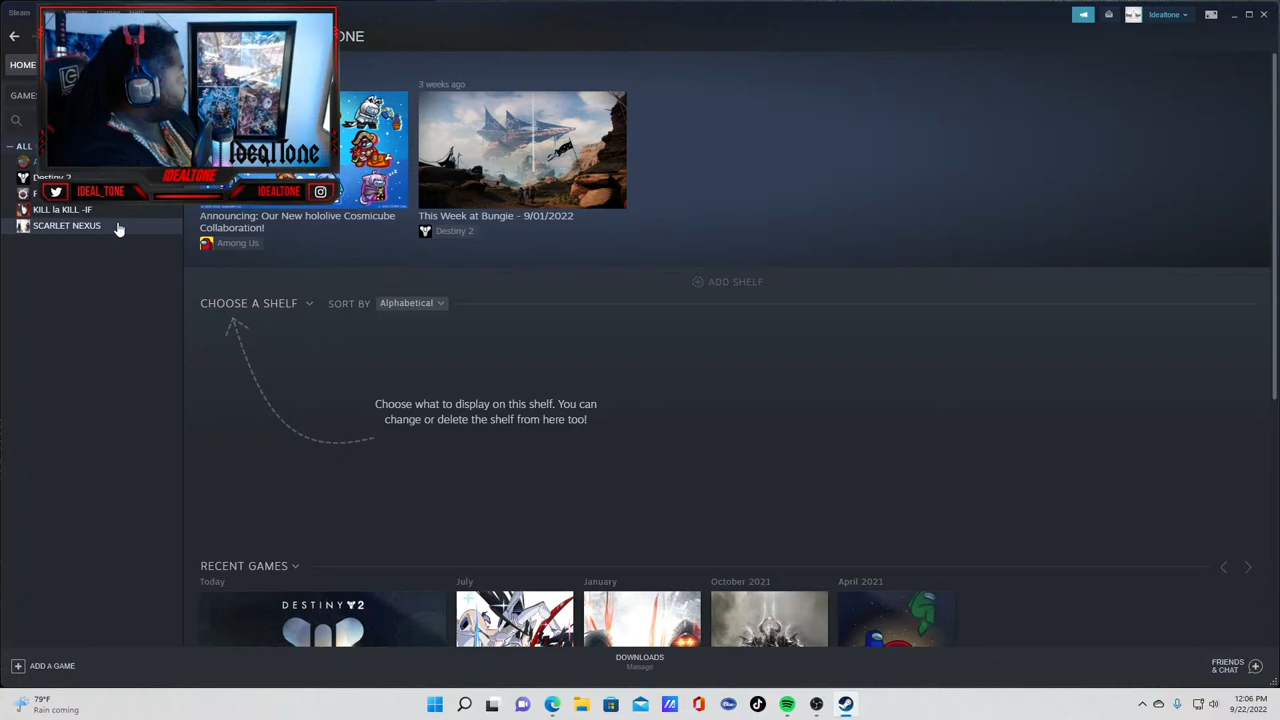 Steam
Games
Help
Idealtone
HOME
GAMES
ALL
Destiny 2
KILL la KILL -IF
SCARLET NEXUS
IdealTone
IDEALTONE
IDEAL_TONE
IDEALTONE
3 weeks ago
Announcing: Our New hololive Cosmicube
Collaboration!
Among Us
This Week at Bungie - 9/01/2022
Destiny 2
ADD SHELF
CHOOSE A SHELF
SORT BY
Alphabetical
Choose what to display on this shelf. You can
change or delete the shelf from here too!
RECENT GAMES
Today
July
January
October 2021
April 2021
DESTINY 2
ADD A GAME
DOWNLOADS
Manage
FRIENDS
& CHAT
79°F
Rain coming
12:06 PM
9/22/2022